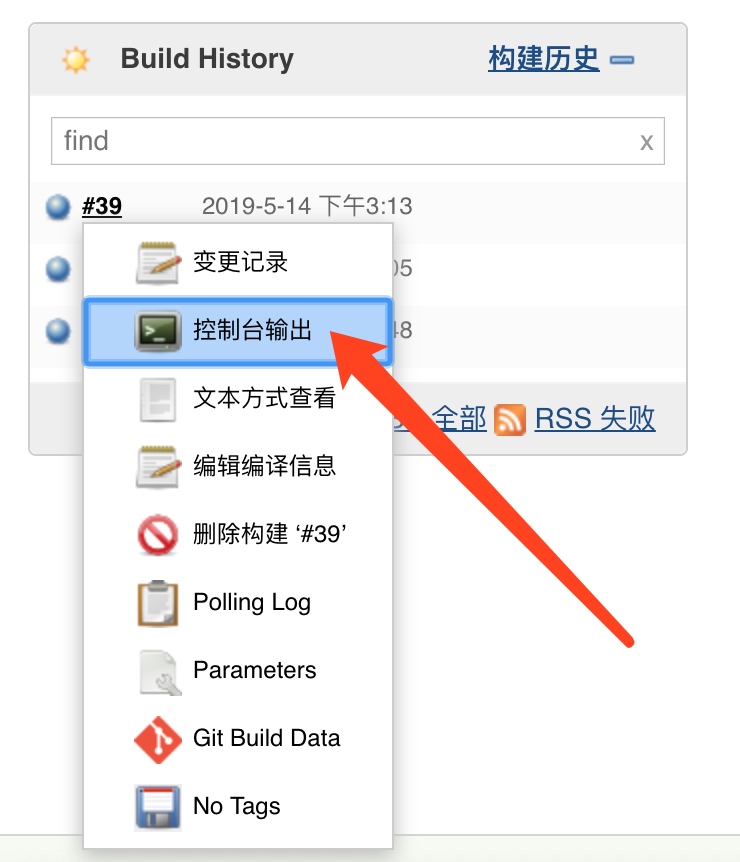 Build History 构建历史
find x
#39 2019-5-14 下午3:13
变更记录
控制台输出
文本方式查看
全部 RSS 失败
编辑编译信息
删除构建 ‘#39’
Polling Log
Parameters
Git Build Data
No Tags